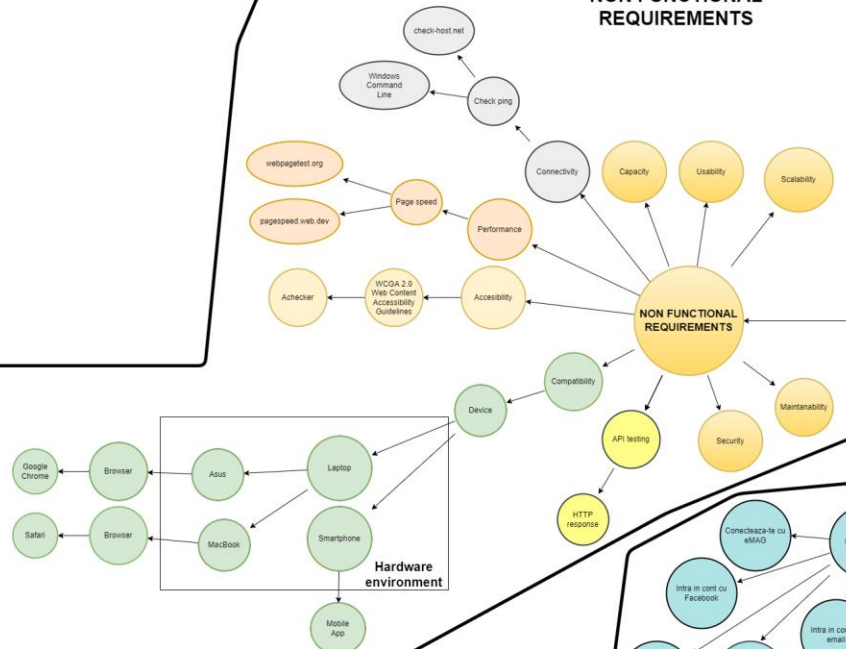 NON FUNCTIONAL
REQUIREMENTS
check-host.net
Windows
Command
Line
Check ping
Connectivity
Capacity
Usability
Scalability
webpagetest.org
pagespeed.web.dev
Page speed
Performance
Achecker
WCGA 2.0
Web Content
Accessibility
Guidelines
Accesibility
NON FUNCTIONAL
REQUIREMENTS
Compatibility
Device
API testing
Security
Maintanability
HTTP
response
Google
Chrome
Browser
Asus
Laptop
Safari
Browser
MacBook
Smartphone
Hardware
environment
Mobile
App
Conecteaza-te cu
eMAG
Intra in cont cu
Facebook
Intra in
email